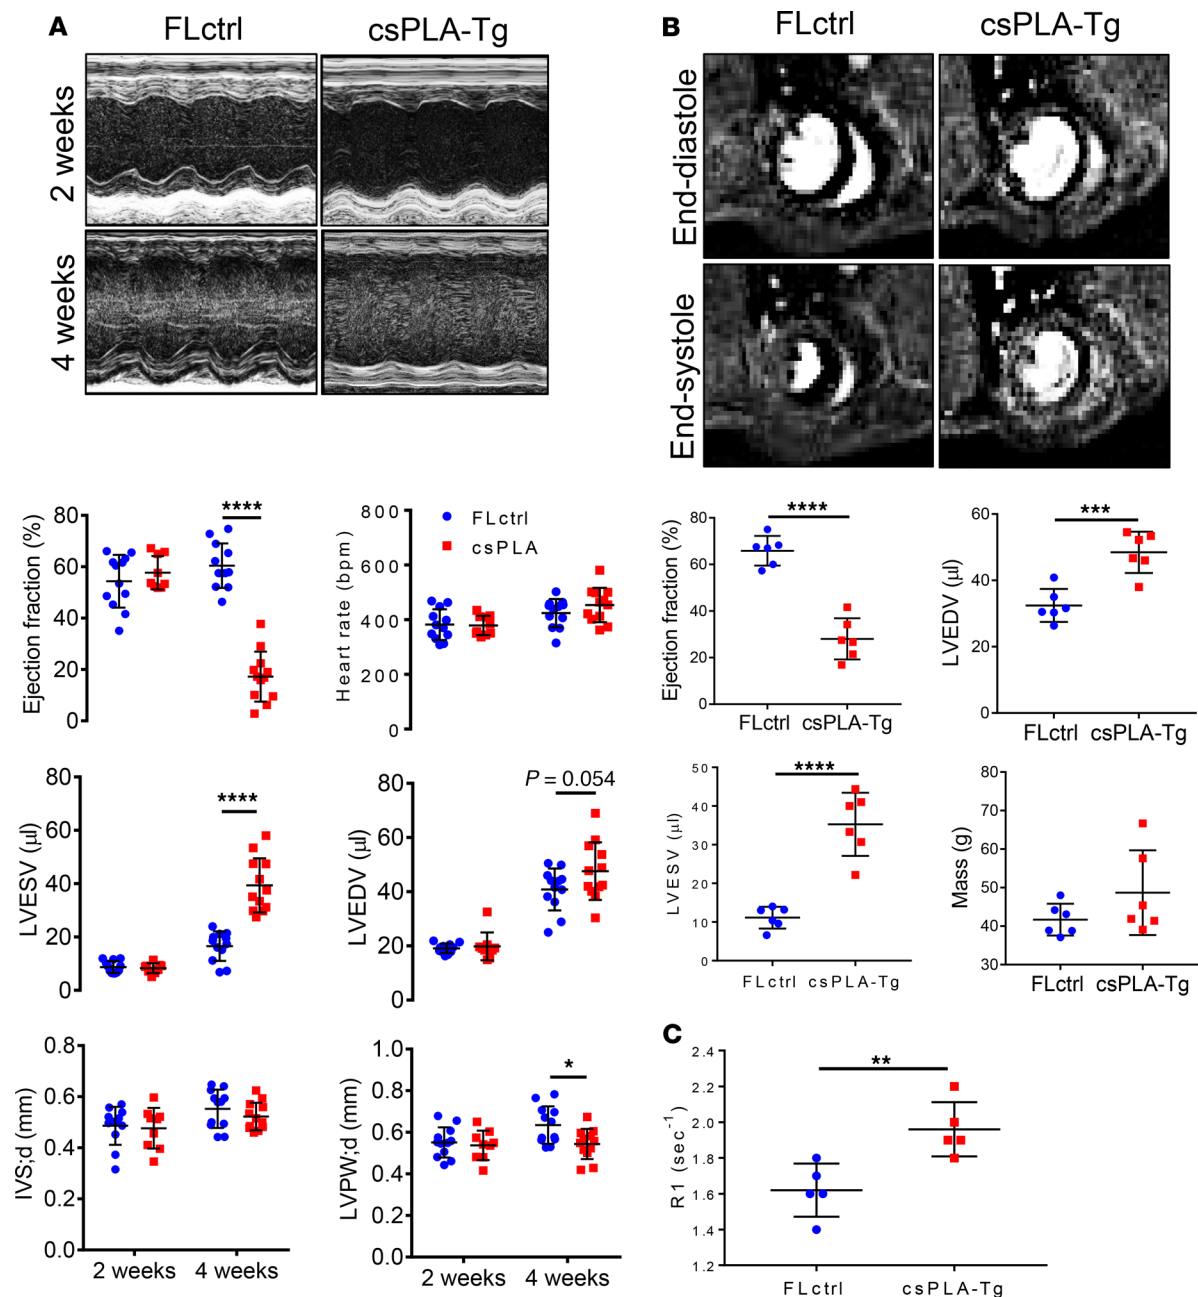 A
FLctrl
csPLA-Tg
2 weeks
4 weeks
Ejection fraction (%)
80
60
40
20
0
****
Heart rate (bpm)
800
600
400
200
0
FLctrl
csPLA
LVESV (µl)
80
60
40
20
0
****
LVEDV (µl)
80
60
40
20
0
P = 0.054
IVS;d (mm)
0.8
0.6
0.4
0.2
0.0
2 weeks
4 weeks
LVPW;d (mm)
1.0
0.8
0.6
0.4
0.2
0.0
*
2 weeks
4 weeks
B
FLctrl
csPLA-Tg
End-diastole
End-systole
Ejection fraction (%)
80
60
40
20
0
****
FLctrl
csPLA-Tg
LVEDV (µl)
60
40
20
0
***
FLctrl
csPLA-Tg
LVESV (µl)
50
40
30
20
10
0
****
FLctrl
csPLA-Tg
Mass (g)
80
70
60
50
40
30
FLctrl
csPLA-Tg
C
R1 (sec⁻¹)
2.4
2.2
2.0
1.8
1.6
1.4
1.2
**
FLctrl
csPLA-Tg